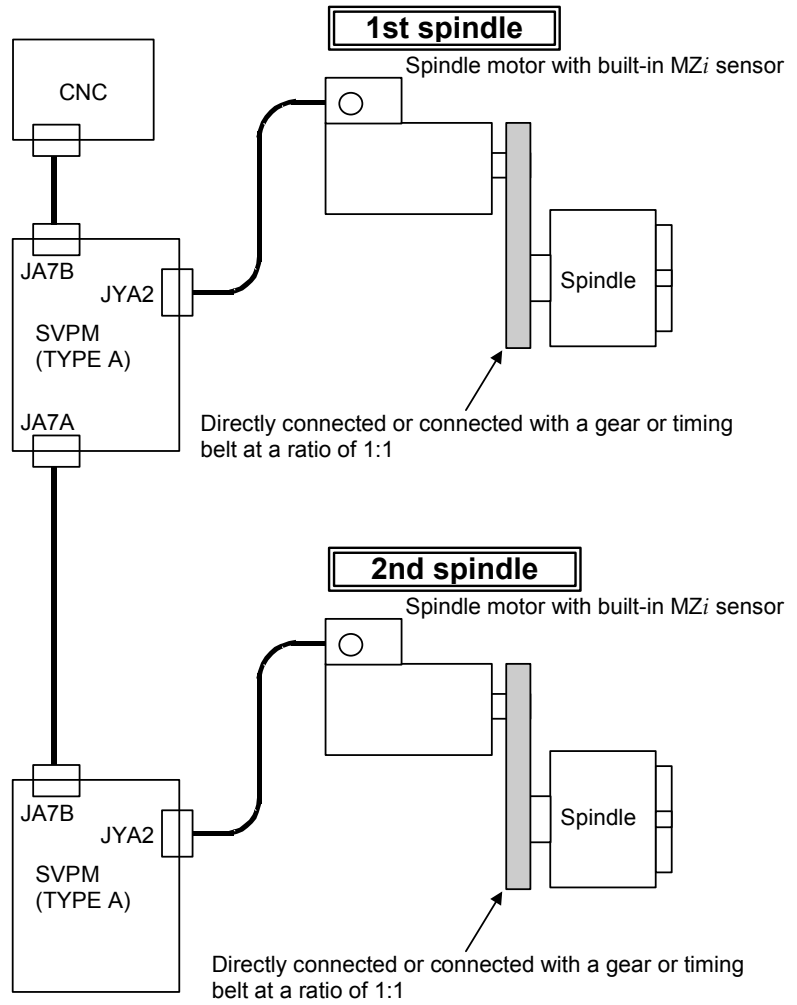 1st spindle
Spindle motor with built-in MZi sensor
CNC
JA7B
JYA2
SVPM
(TYPE A)
Spindle
JA7A
Directly connected or connected with a gear or timing
belt at a ratio of 1:1
2nd spindle
Spindle motor with built-in MZi sensor
JA7B
JYA2
SVPM
(TYPE A)
Spindle
Directly connected or connected with a gear or timing
belt at a ratio of 1:1